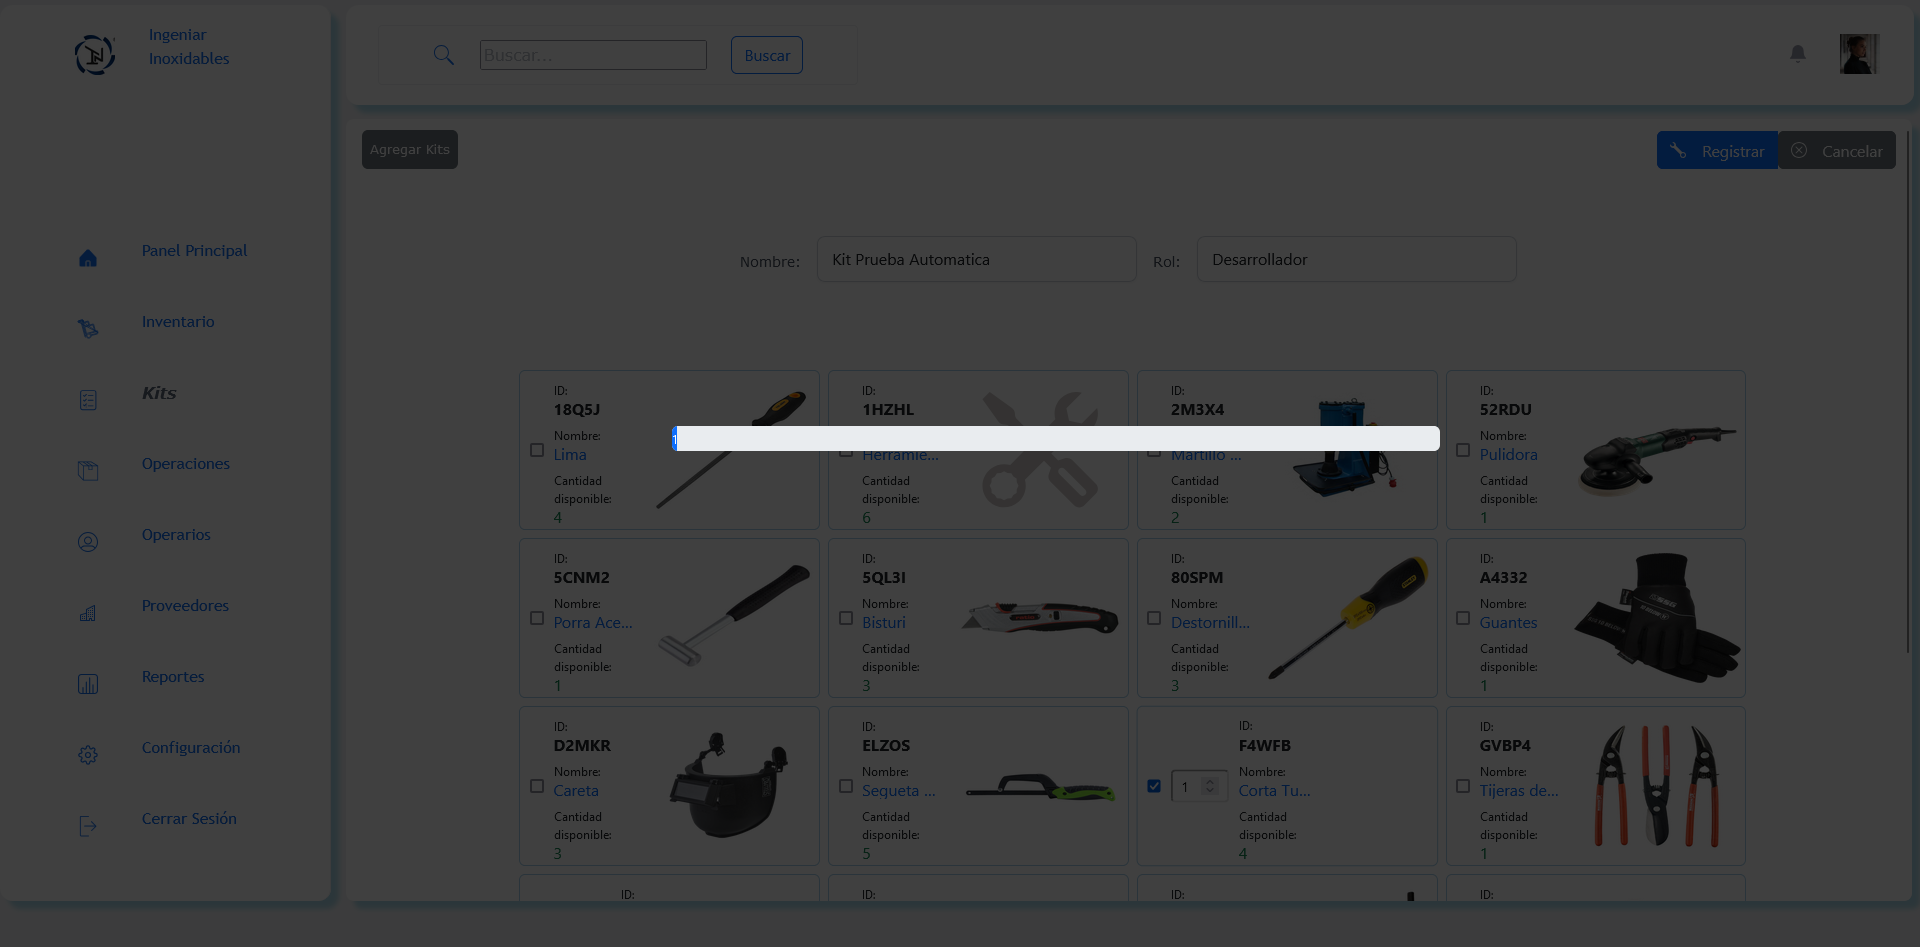 Ingeniar
Inoxidables
Buscar...
Buscar
Agregar Kits
Registrar
Cancelar
Panel Principal
Inventario
Kits
Operaciones
Operarios
Proveedores
Reportes
Configuración
Cerrar Sesión
Nombre:
Kit Prueba Automatica
Rol:
Desarrollador
1
ID:
18Q5J
Nombre:
Lima
Cantidad
disponible:
4
ID:
1HZHL
Herramie...
Cantidad
disponible:
6
ID:
2M3X4
Martillo ...
Cantidad
disponible:
2
ID:
52RDU
Nombre:
Pulidora
Cantidad
disponible:
1
ID:
5CNM2
Nombre:
Porra Ace...
Cantidad
disponible:
1
ID:
5QL3I
Nombre:
Bisturi
Cantidad
disponible:
3
ID:
80SPM
Nombre:
Destornill...
Cantidad
disponible:
3
ID:
A4332
Nombre:
Guantes
Cantidad
disponible:
1
ID:
D2MKR
Nombre:
Careta
Cantidad
disponible:
3
ID:
ELZOS
Nombre:
Segueta ...
Cantidad
disponible:
5
1
ID:
F4WFB
Nombre:
Corta Tu...
Cantidad
disponible:
4
ID:
GVBP4
Nombre:
Tijeras de...
Cantidad
disponible:
1
ID:
ID:
ID:
ID: